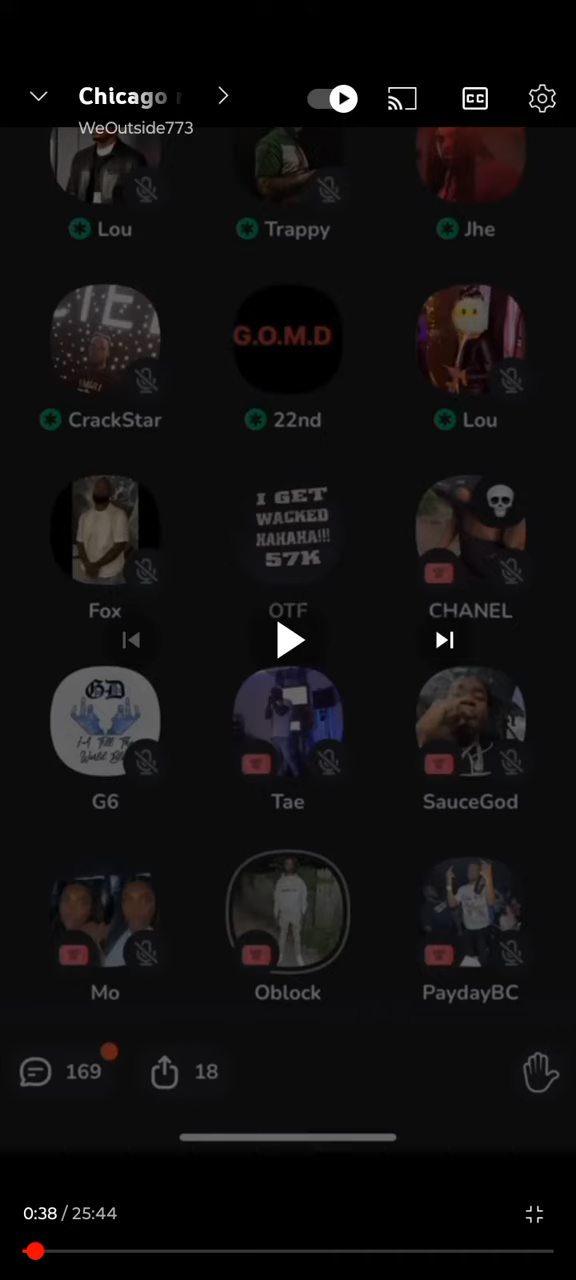 Chicago
WeOutside773
Lou
Trappy
Jhe
G.O.M.D
CrackStar
22nd
Lou
I GET
WACKED
HAHAHA!!!
57K
Fox
OTF
CHANEL
GD
G6
Tae
SauceGod
Mo
Oblock
PaydayBC
169
18
0:38 / 25:44